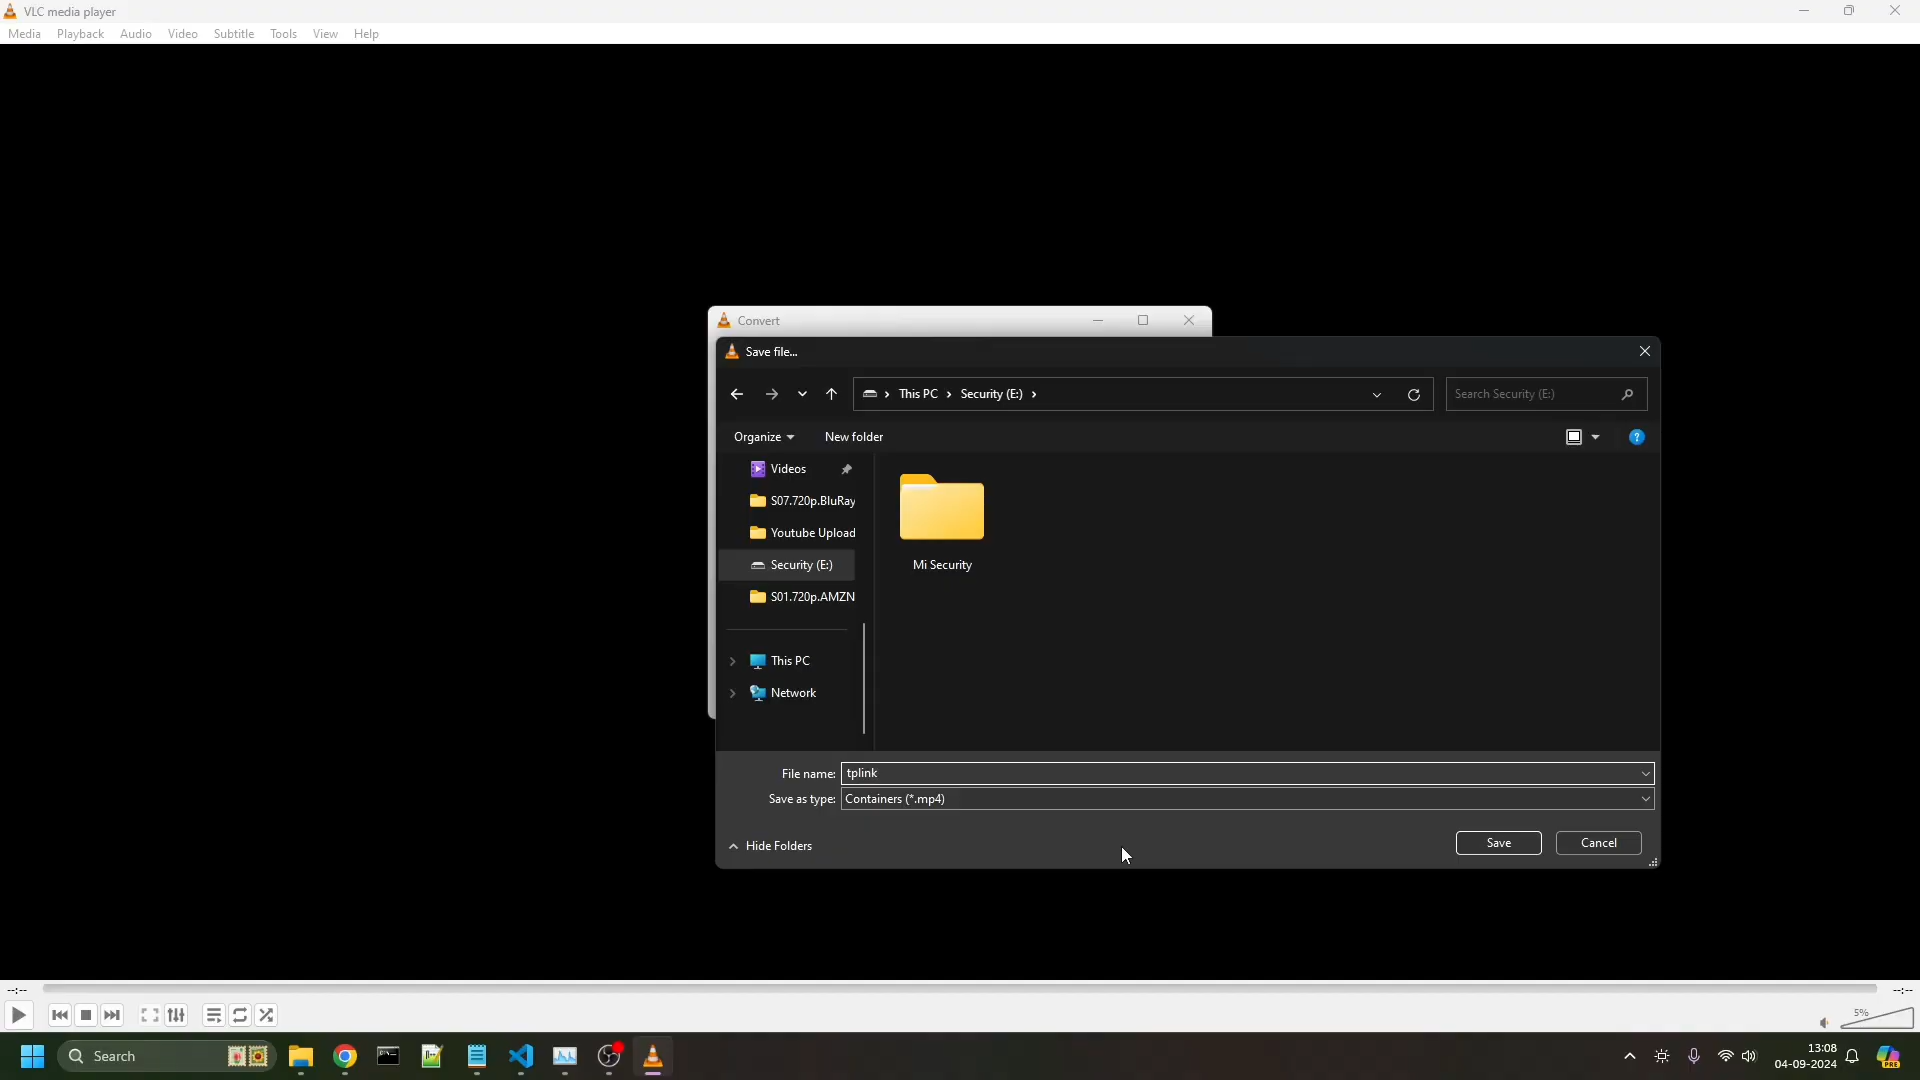 VLC media player
Media Playback Audio Video Subtitle Tools View Help
Convert
Save file...
This PC > Security (E:) >
Search Security (E:)
Organize
New folder
Videos
S07.720p.BluRay
Youtube Upload
Security (E:)
S01.720p.AMZN
This PC
Network
Mi Security
File name: tplink
Save as type: Containers (*.mp4)
Hide Folders
Save
Cancel
--:--
--:--
5%
Search
13:08
04-09-2024
PRE